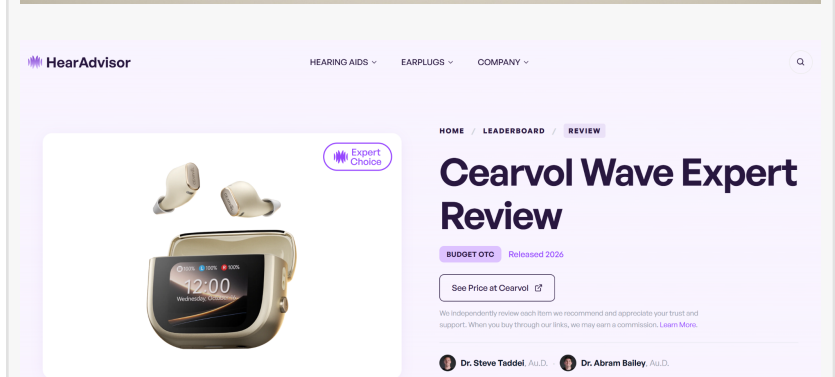 HearAdvisor
HEARING AIDS
EARPLUGS
COMPANY
Expert
Choice
100% L 100% R 100%
12:00
HOME / LEADERBOARD / REVIEW
Cearvol Wave Expert
Review
BUDGET OTC Released 2026
See Price at Cearvol
We independently review each item we recommend and appreciate your trust and
support. When you buy through our links, we may earn a commission. Learn More.
Dr. Steve Taddei, Au.D. · Dr. Abram Bailey, Au.D.